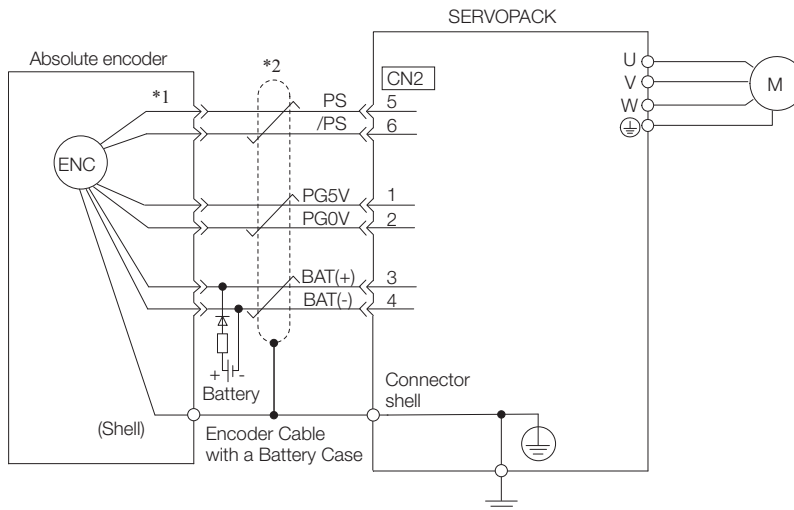 SERVOPACK
Absolute encoder
*2
CN2
U
V
W
M
*1
PS
5
/PS
6
ENC
PG5V
1
PG0V
2
BAT(+)
3
BAT(-)
4
+
-
Battery
Connector
shell
(Shell)
Encoder Cable
with a Battery Case